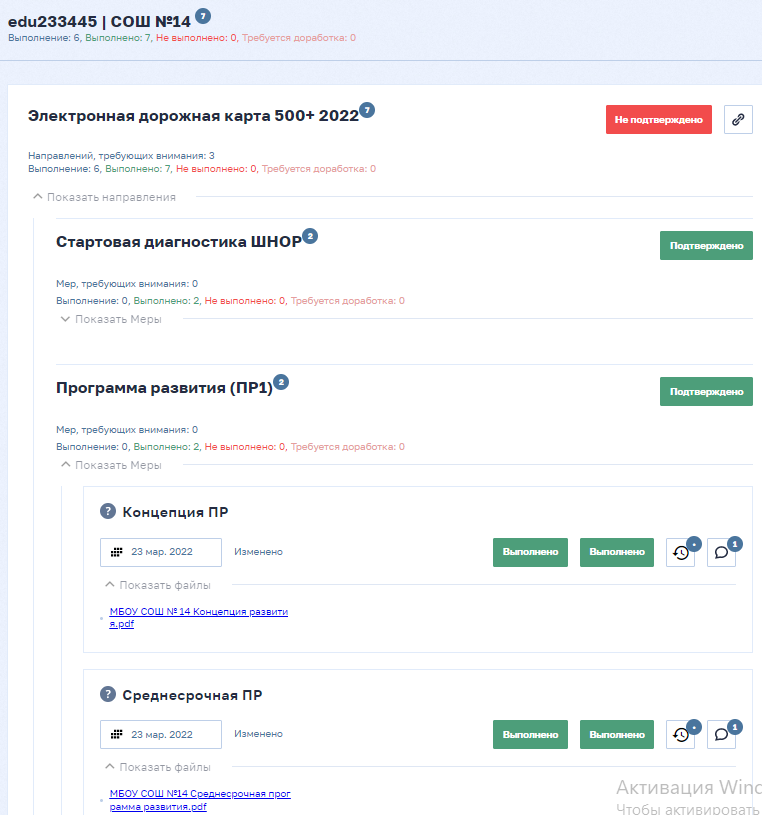 edu233445 | СОШ №14 7
Выполнение: 6, Выполнено: 7, Не выполнено: 0, Требуется доработка: 0
Электронная дорожная карта 500+ 2022 7
Не подтверждено
Направлений, требующих внимания: 3
Выполнение: 6, Выполнено: 7, Не выполнено: 0, Требуется доработка: 0
Показать направления
Стартовая диагностика ШНОР 2
Подтверждено
Мер, требующих внимания: 0
Выполнение: 0, Выполнено: 2, Не выполнено: 0, Требуется доработка: 0
Показать Меры
Программа развития (ПР1) 2
Подтверждено
Мер, требующих внимания: 0
Выполнение: 0, Выполнено: 2, Не выполнено: 0, Требуется доработка: 0
Показать Меры
? Концепция ПР
23 мар. 2022 Изменено Выполнено Выполнено 1
Показать файлы
МБОУ СОШ № 14 Концепция развити
я.pdf
? Среднесрочная ПР
23 мар. 2022 Изменено Выполнено Выполнено 1
Показать файлы
МБОУ СОШ №14 Среднесрочная прог
рамма развития.pdf
Активация Winc
Чтобы активировать